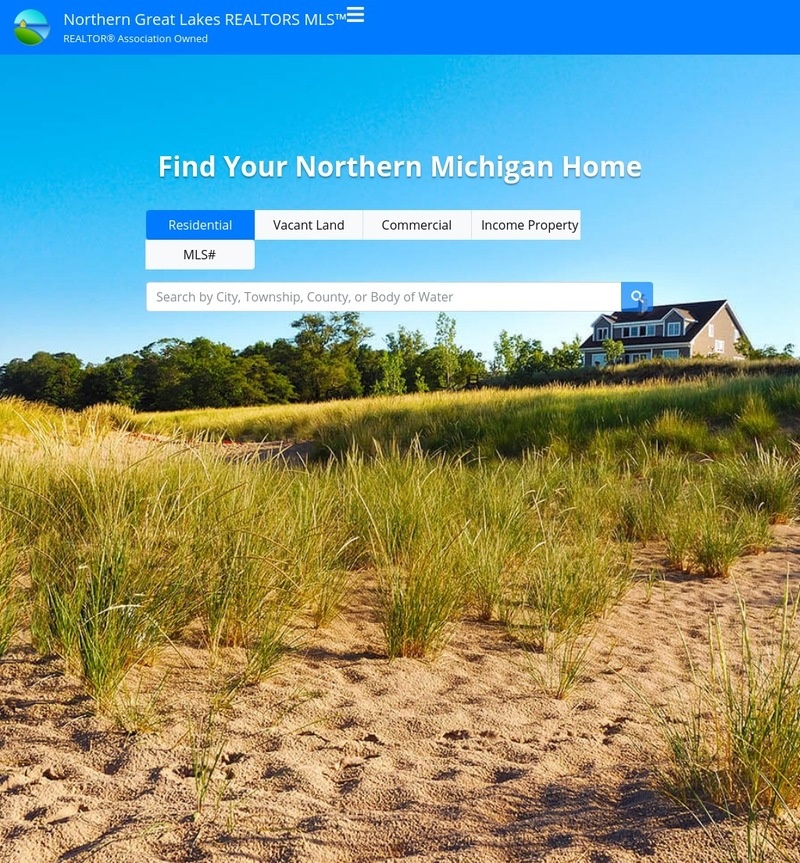 Northern Great Lakes REALTORS MLS™
REALTOR® Association Owned
Find Your Northern Michigan Home
Residential
Vacant Land
Commercial
Income Property
MLS#
Search by City, Township, County, or Body of Water